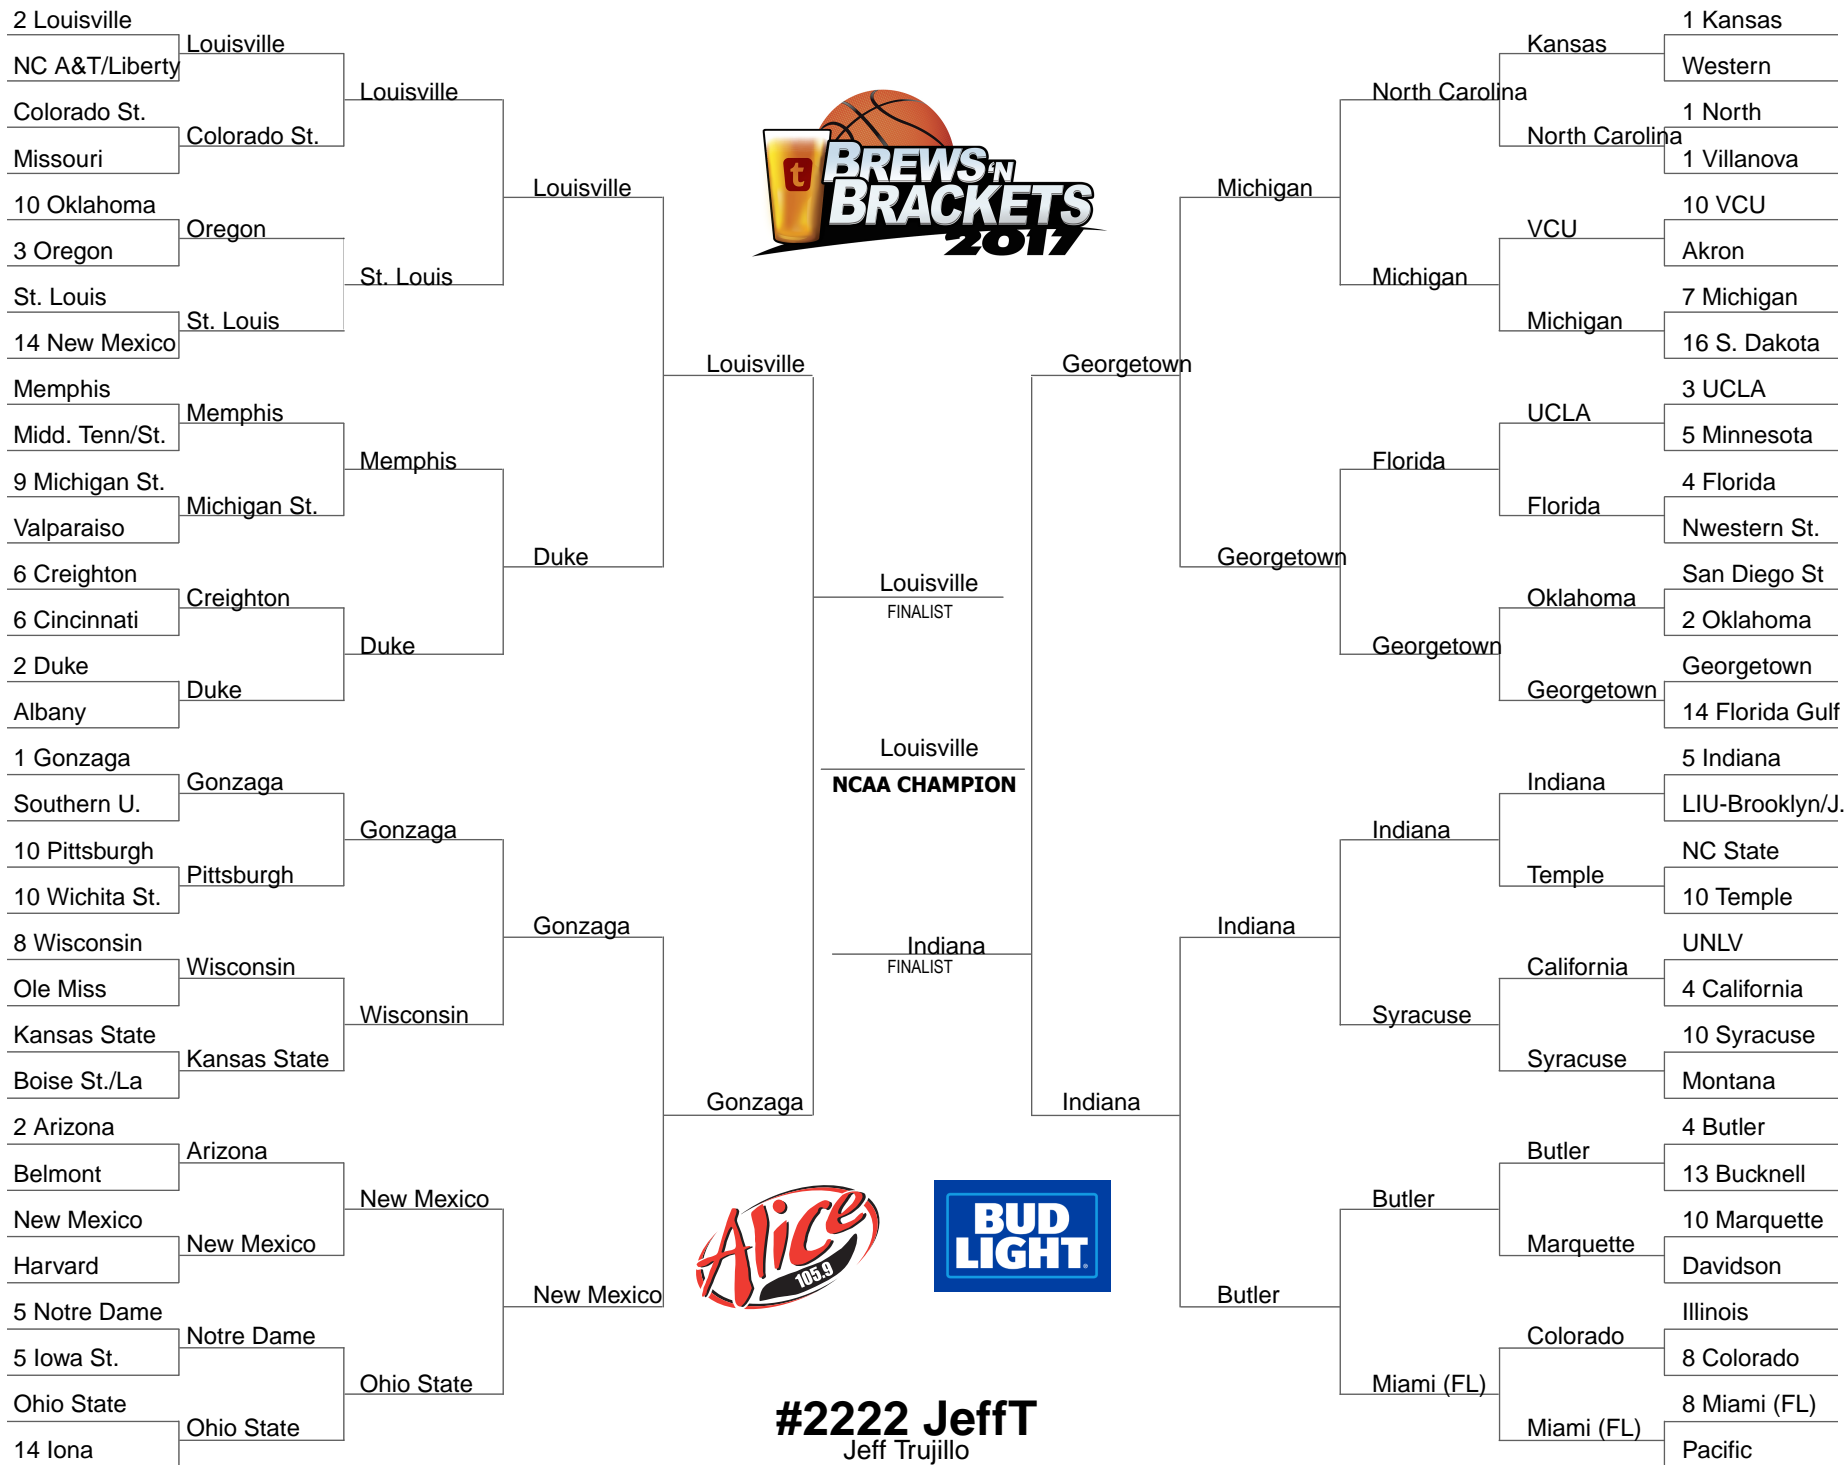 2 Louisville
NC A&T/Liberty
Colorado St.
Missouri
10 Oklahoma
3 Oregon
St. Louis
14 New Mexico
Memphis
Midd. Tenn/St.
9 Michigan St.
Valparaiso
6 Creighton
6 Cincinnati
2 Duke
Albany
1 Gonzaga
Southern U.
10 Pittsburgh
10 Wichita St.
8 Wisconsin
Ole Miss
Kansas State
Boise St./La
2 Arizona
Belmont
New Mexico
Harvard
5 Notre Dame
5 Iowa St.
Ohio State
14 Iona
Louisville
Colorado St.
Oregon
St. Louis
Memphis
Michigan St.
Creighton
Duke
Gonzaga
Pittsburgh
Wisconsin
Kansas State
Arizona
New Mexico
Notre Dame
Ohio State
Louisville
St. Louis
Memphis
Duke
Gonzaga
Wisconsin
New Mexico
Ohio State
Louisville
Duke
Gonzaga
New Mexico
Louisville
Gonzaga
t
BREWS'N
BRACKETS
2017
Louisville
FINALIST
Louisville
NCAA CHAMPION
Indiana
FINALIST
Alice
105.9
BUD
LIGHT
#2222 JeffT
Jeff Trujillo
Georgetown
Indiana
Michigan
Georgetown
Indiana
Butler
North Carolina
Michigan
Florida
Georgetown
Indiana
Syracuse
Butler
Miami (FL)
Kansas
North Carolina
VCU
Michigan
UCLA
Florida
Oklahoma
Georgetown
Indiana
Temple
California
Syracuse
Butler
Marquette
Colorado
Miami (FL)
1 Kansas
Western
1 North
1 Villanova
10 VCU
Akron
7 Michigan
16 S. Dakota
3 UCLA
5 Minnesota
4 Florida
Nwestern St.
San Diego St
2 Oklahoma
Georgetown
14 Florida Gulf
5 Indiana
LIU-Brooklyn/J.
NC State
10 Temple
UNLV
4 California
10 Syracuse
Montana
4 Butler
13 Bucknell
10 Marquette
Davidson
Illinois
8 Colorado
8 Miami (FL)
Pacific